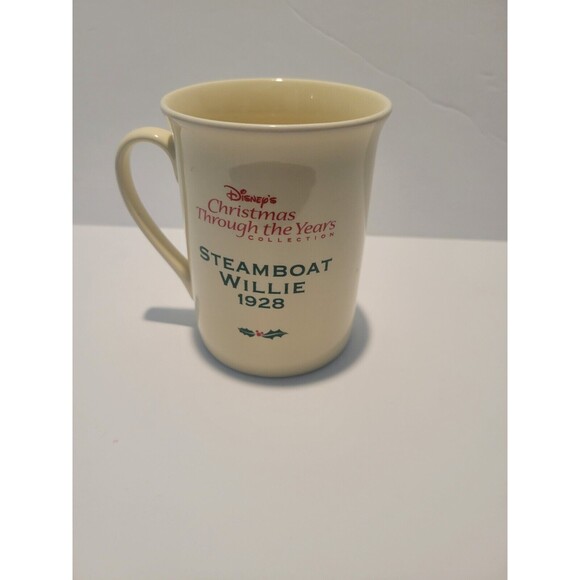 Disney's
Christmas
Through the Years
COLLECTION
STEAMBOAT
WILLIE
1928